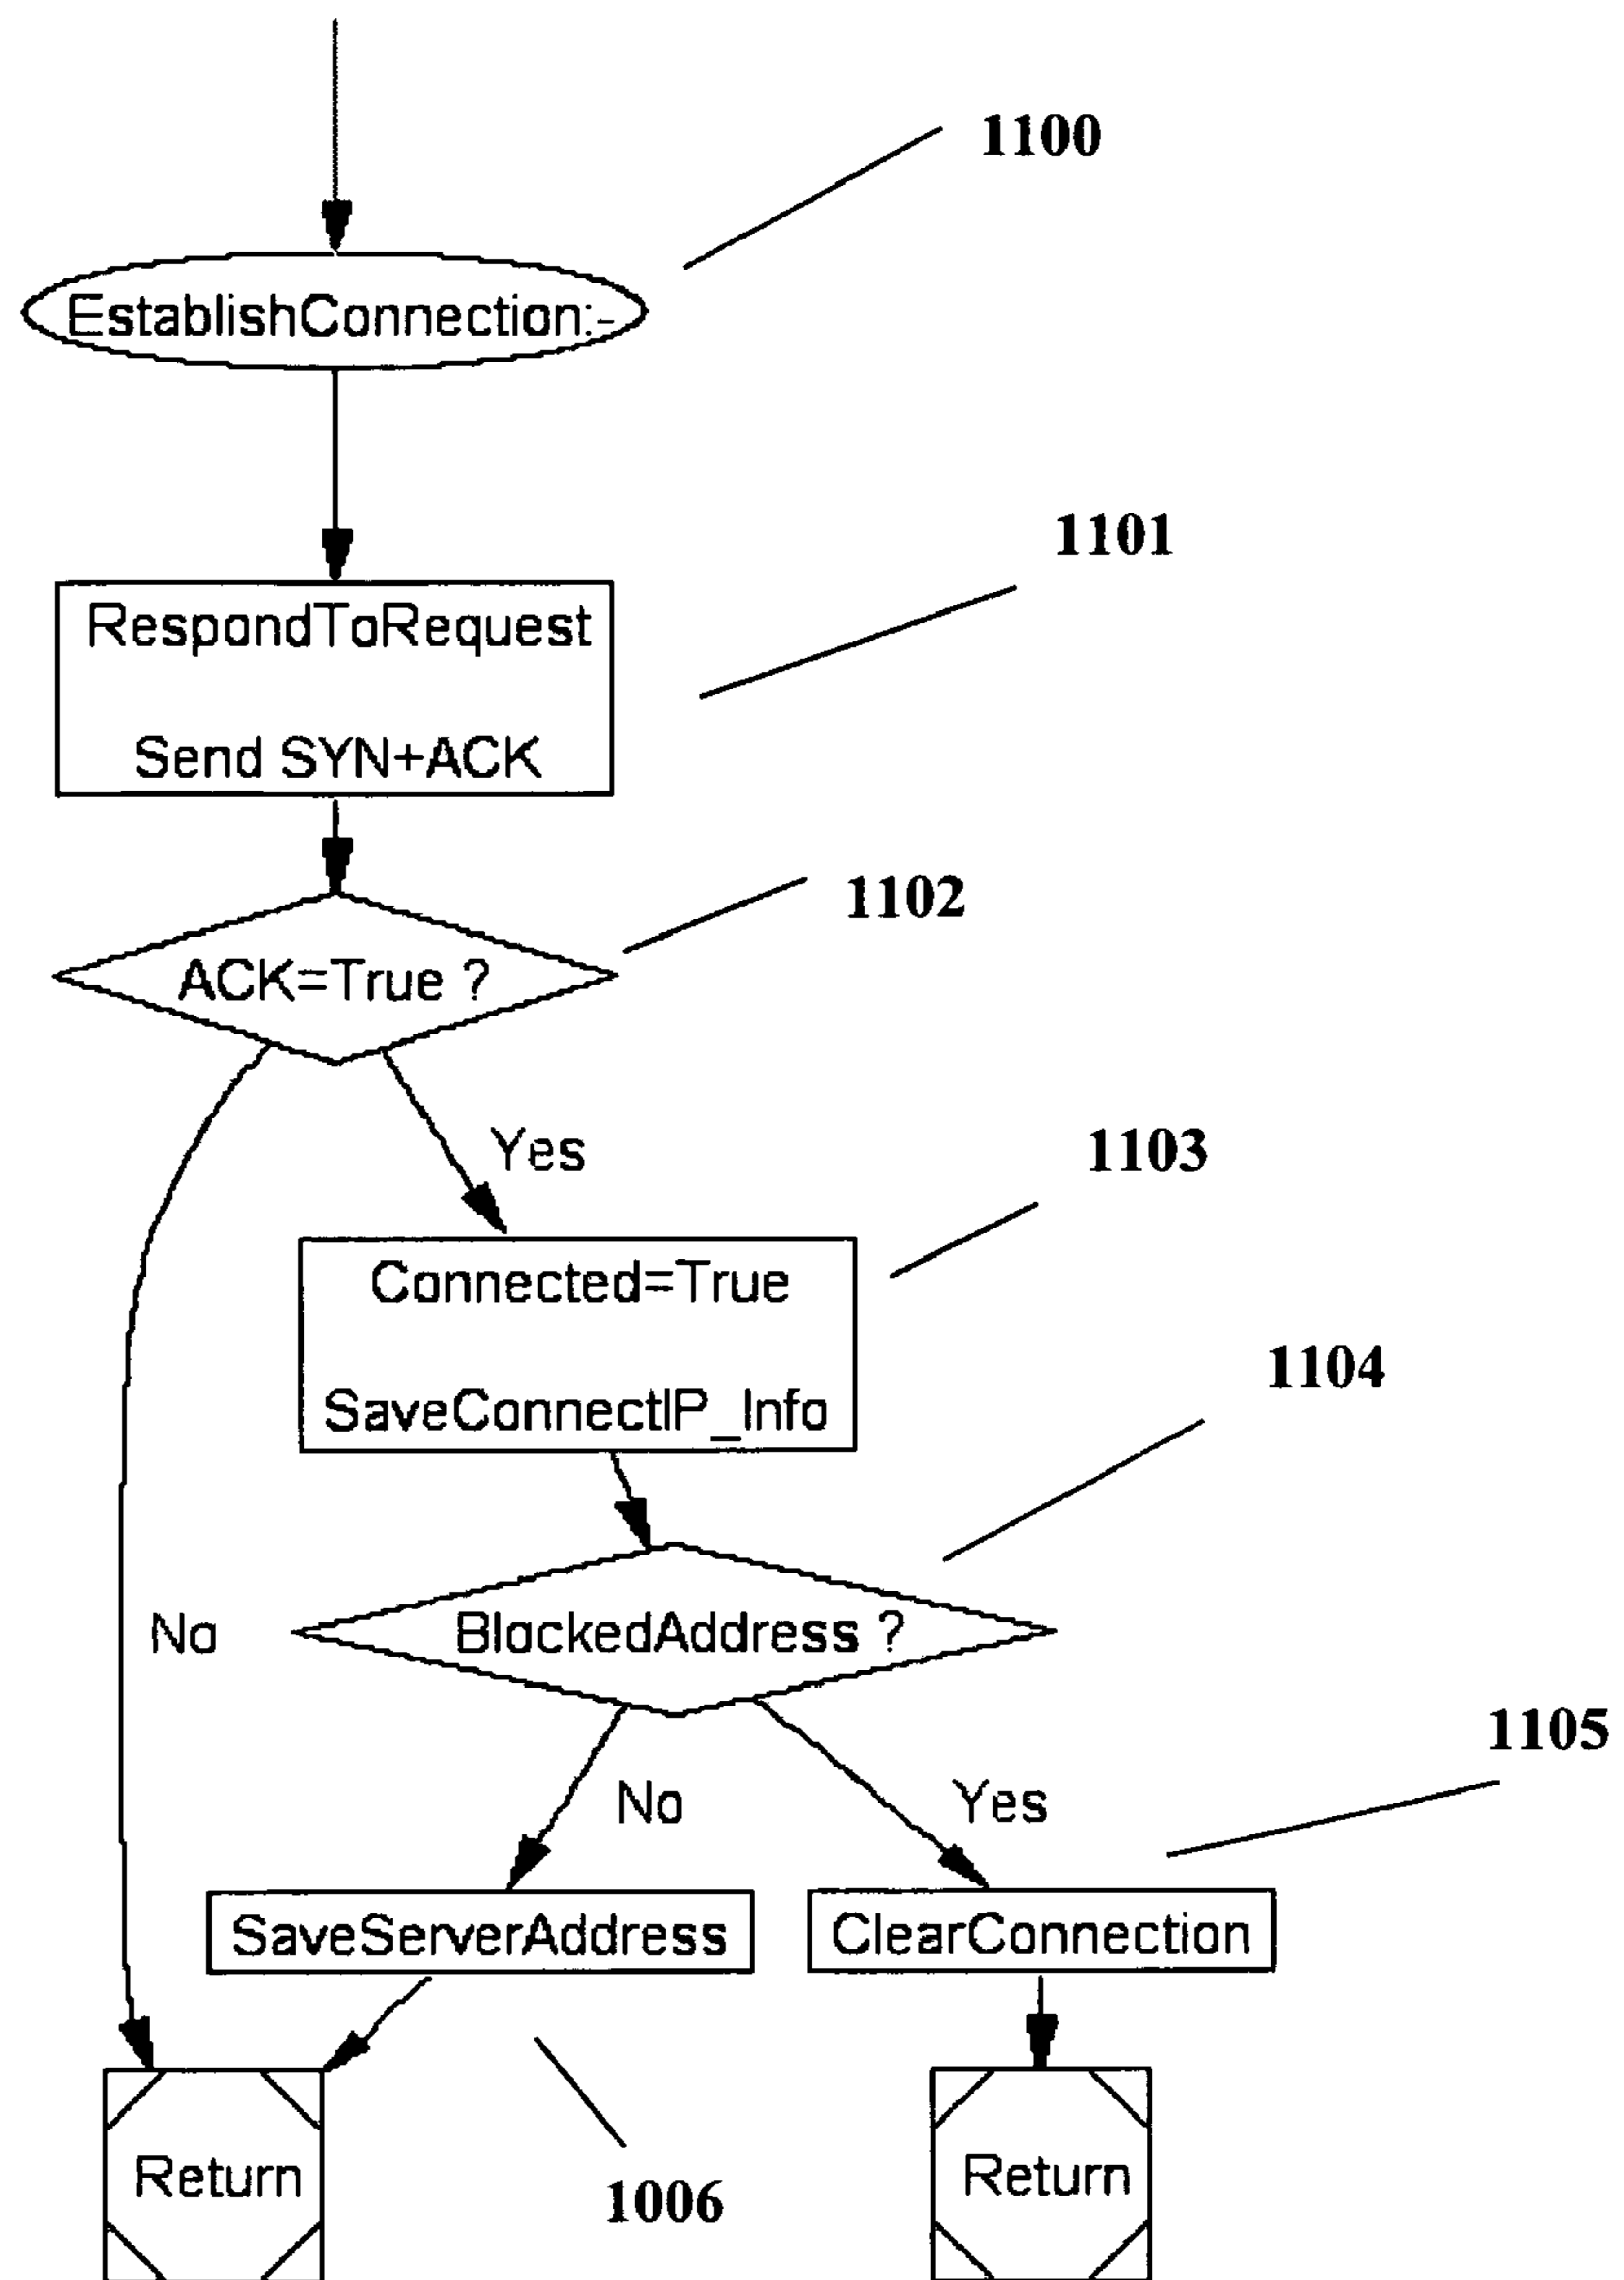 1100
EstablishConnection:-
1101
RespondToRequest
Send SYN+ACK
1102
ACK=True ?
Yes
1103
Connected=True
SaveConnectIP_Info
1104
No
BlockedAddress ?
1105
No
Yes
SaveServerAddress
ClearConnection
Return
1006
Return